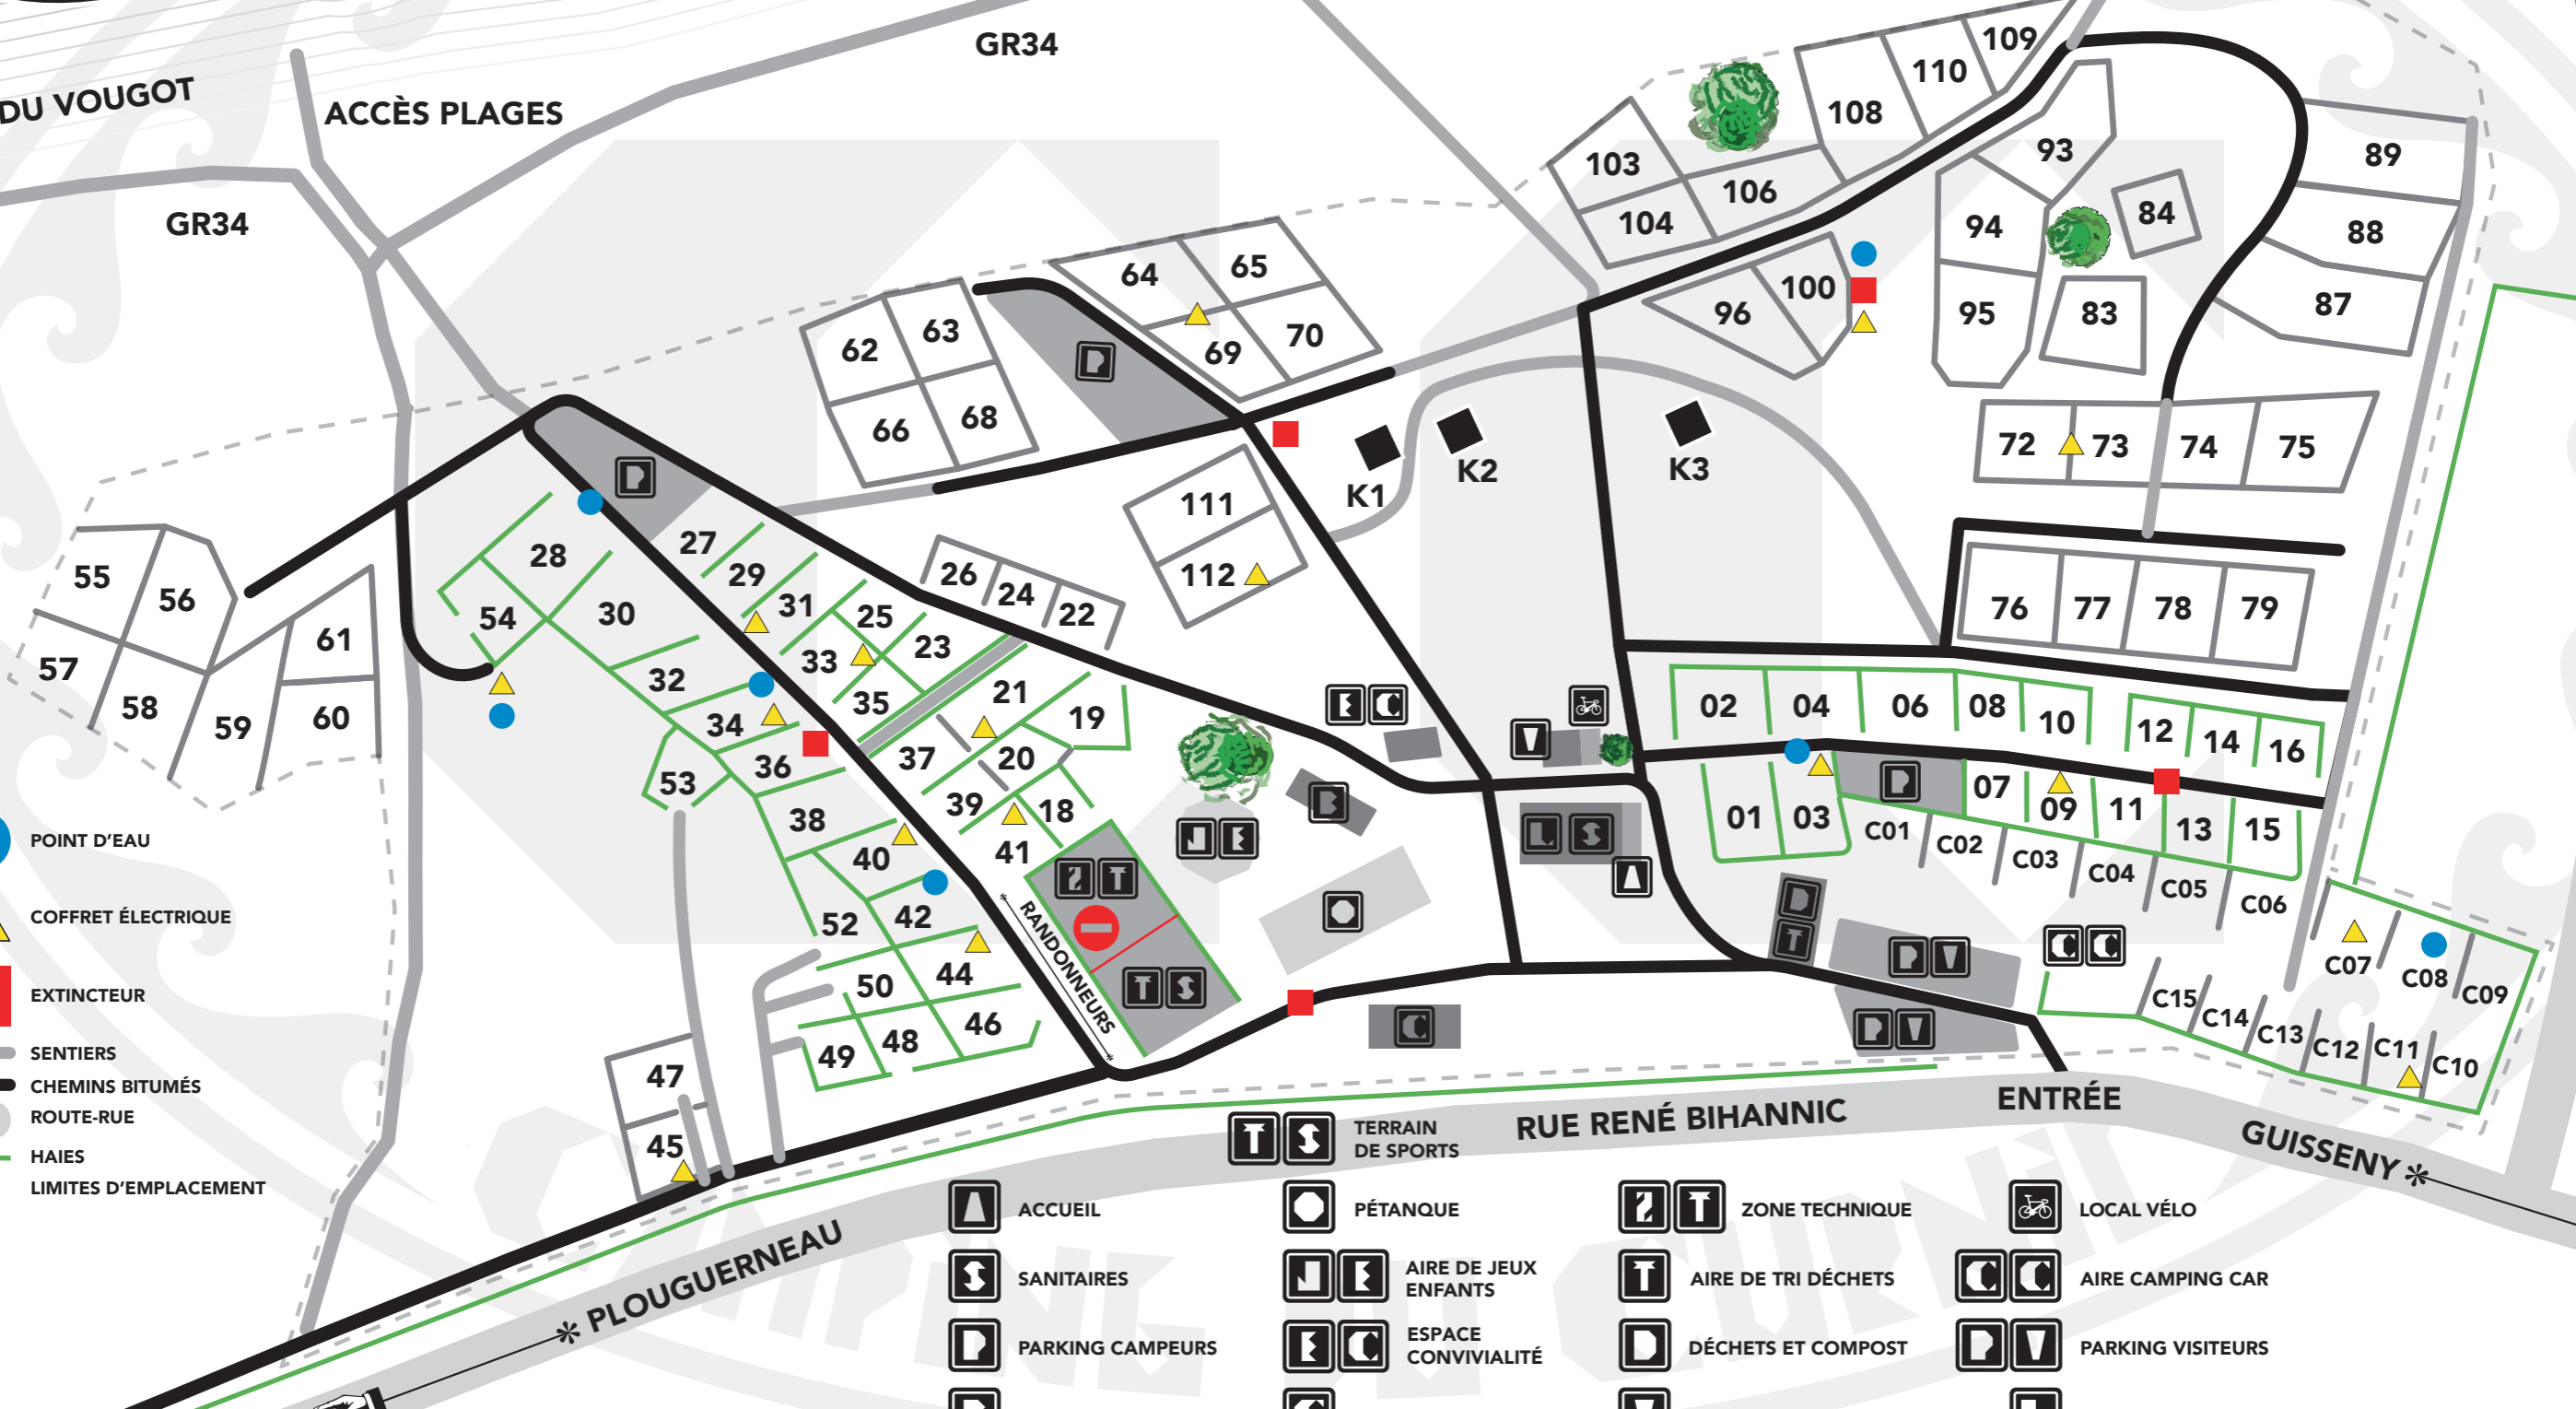 GR34
DU VOUGOT
ACCÈS PLAGES
GR34
109
110
108
103
106
104
93
89
94
84
88
100
96
95
83
87
64
65
63
62
69
70
66
68
72
73
74
75
K1
K2
K3
111
112
27
28
29
26
24
22
55
56
54
30
31
25
23
61
57
58
59
60
32
33
35
21
19
34
37
20
53
36
39
18
38
40
41
76
77
78
79
02
04
06
08
10
12
14
16
01
03
07
09
11
13
15
C01
C02
C03
C04
C05
C06
C07
C08
C09
C15
C14
C13
C12
C11
C10
52
42
50
44
46
49
48
47
45
RANDONNEURS
POINT D'EAU
COFFRET ÉLECTRIQUE
EXTINCTEUR
SENTIERS
CHEMINS BITUMÉS
ROUTE-RUE
HAIES
LIMITES D'EMPLACEMENT
RUE RENÉ BIHANNIC
ENTRÉE
GUISSENY *
* PLOUGUERNEAU
TERRAIN
DE SPORTS
ACCUEIL
PÉTANQUE
ZONE TECHNIQUE
LOCAL VÉLO
SANITAIRES
AIRE DE JEUX
ENFANTS
AIRE DE TRI DÉCHETS
AIRE CAMPING CAR
PARKING CAMPEURS
ESPACE
CONVIVIALITÉ
DÉCHETS ET COMPOST
PARKING VISITEURS